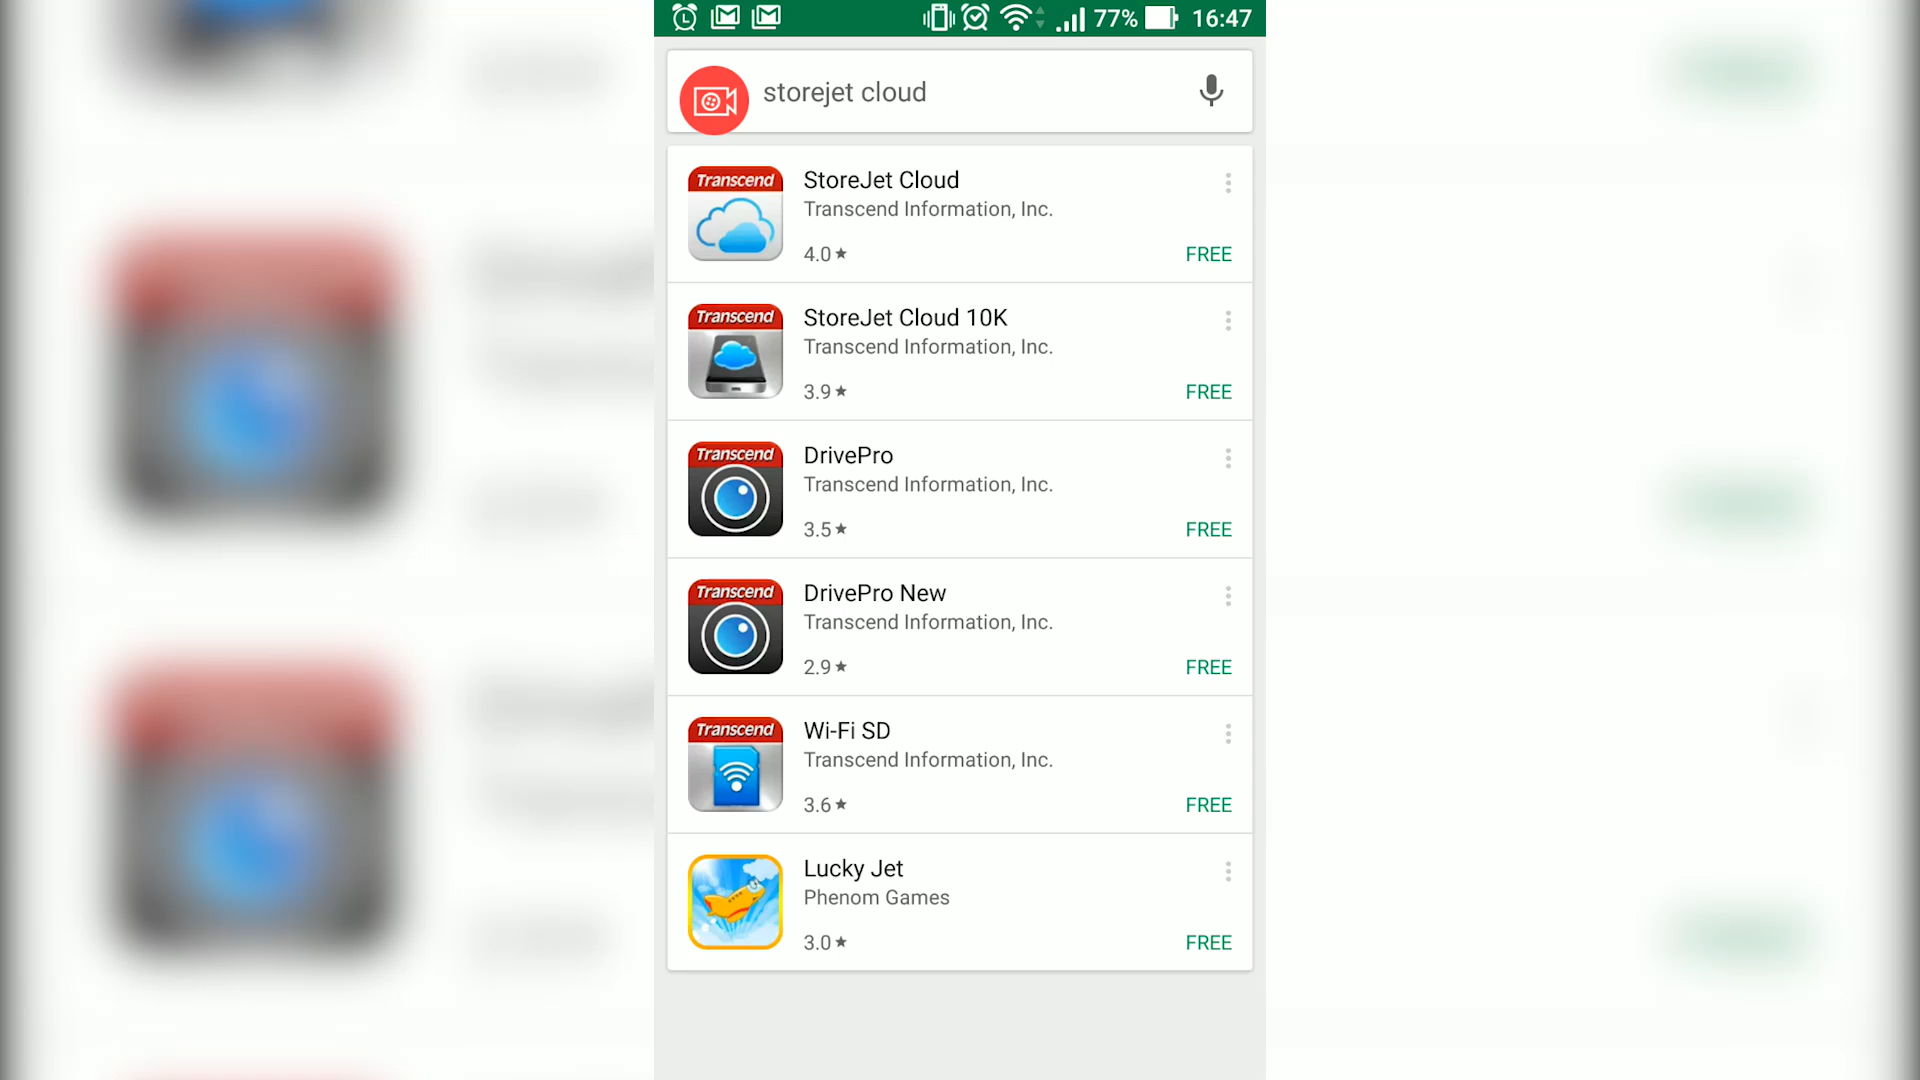 77% 16:47
storejet cloud
Transcend
StoreJet Cloud
Transcend Information, Inc.
4.0
FREE
Transcend
StoreJet Cloud 10K
Transcend Information, Inc.
3.9
FREE
Transcend
DrivePro
Transcend Information, Inc.
3.5
FREE
Transcend
DrivePro New
Transcend Information, Inc.
2.9
FREE
Transcend
Wi-Fi SD
Transcend Information, Inc.
3.6
FREE
Lucky Jet
Phenom Games
3.0
FREE